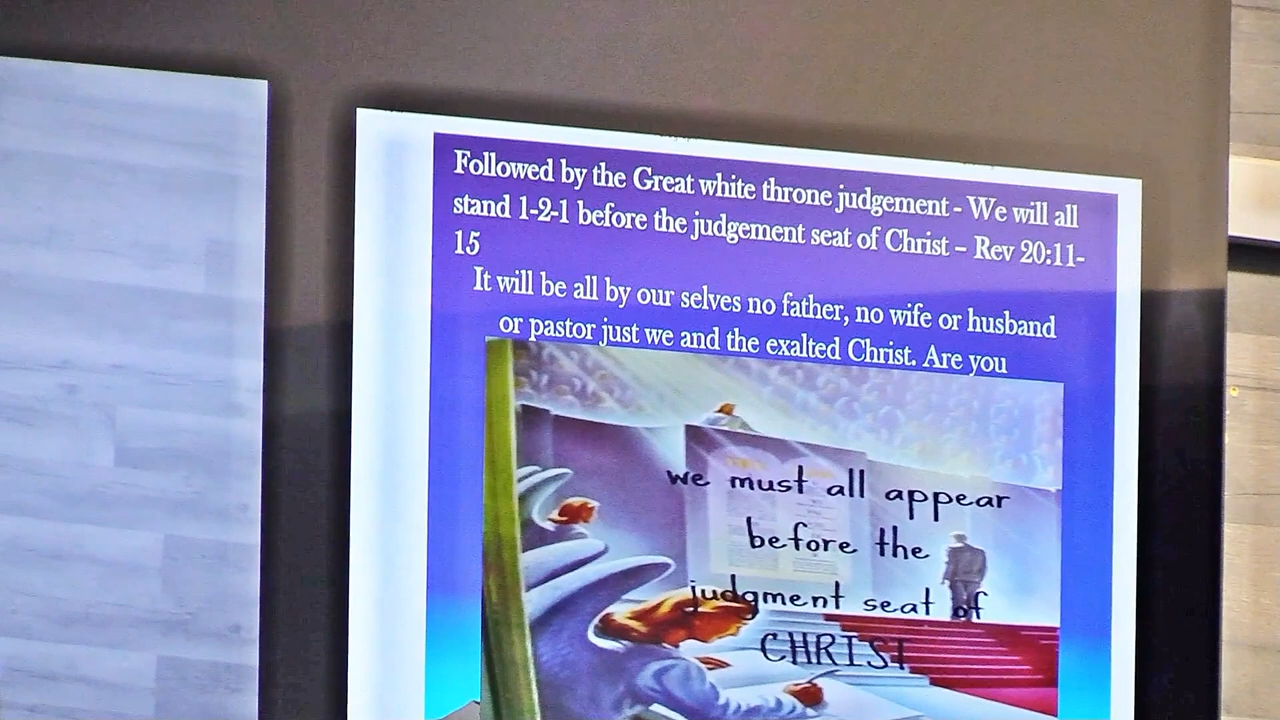 Followed by the Great white throne judgement - We will all
stand 1-2-1 before the judgement seat of Christ – Rev 20:11-
15
It will be all by our selves no father, no wife or husband
or pastor just we and the exalted Christ. Are you
we must all appear
before the
judgment seat of
CHRIST